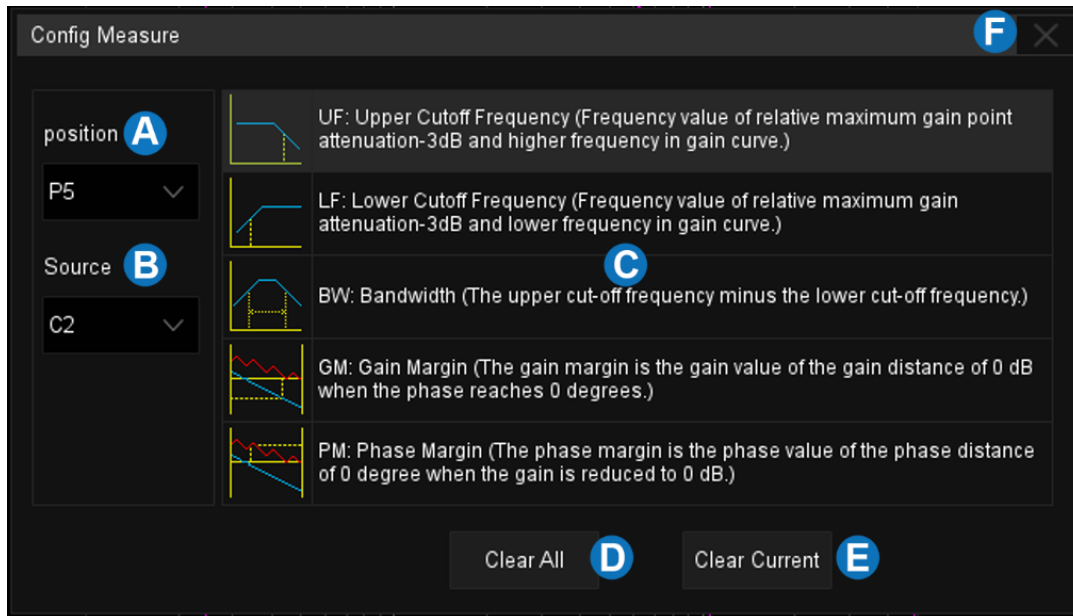 Config Measure
F
position A
P5
Source B
C2
UF: Upper Cutoff Frequency (Frequency value of relative maximum gain point
attenuation-3dB and higher frequency in gain curve.)
LF: Lower Cutoff Frequency (Frequency value of relative maximum gain
attenuation-3dB and lower frequency in gain curve.)
C
BW: Bandwidth (The upper cut-off frequency minus the lower cut-off frequency.)
GM: Gain Margin (The gain margin is the gain value of the gain distance of 0 dB
when the phase reaches 0 degrees.)
PM: Phase Margin (The phase margin is the phase value of the phase distance
of 0 degree when the gain is reduced to 0 dB.)
Clear All D
Clear Current E